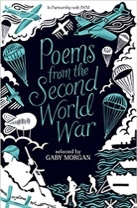 In Partnership with IWM
Poems
from the
Second
World
War
selected by
GABY MORGAN